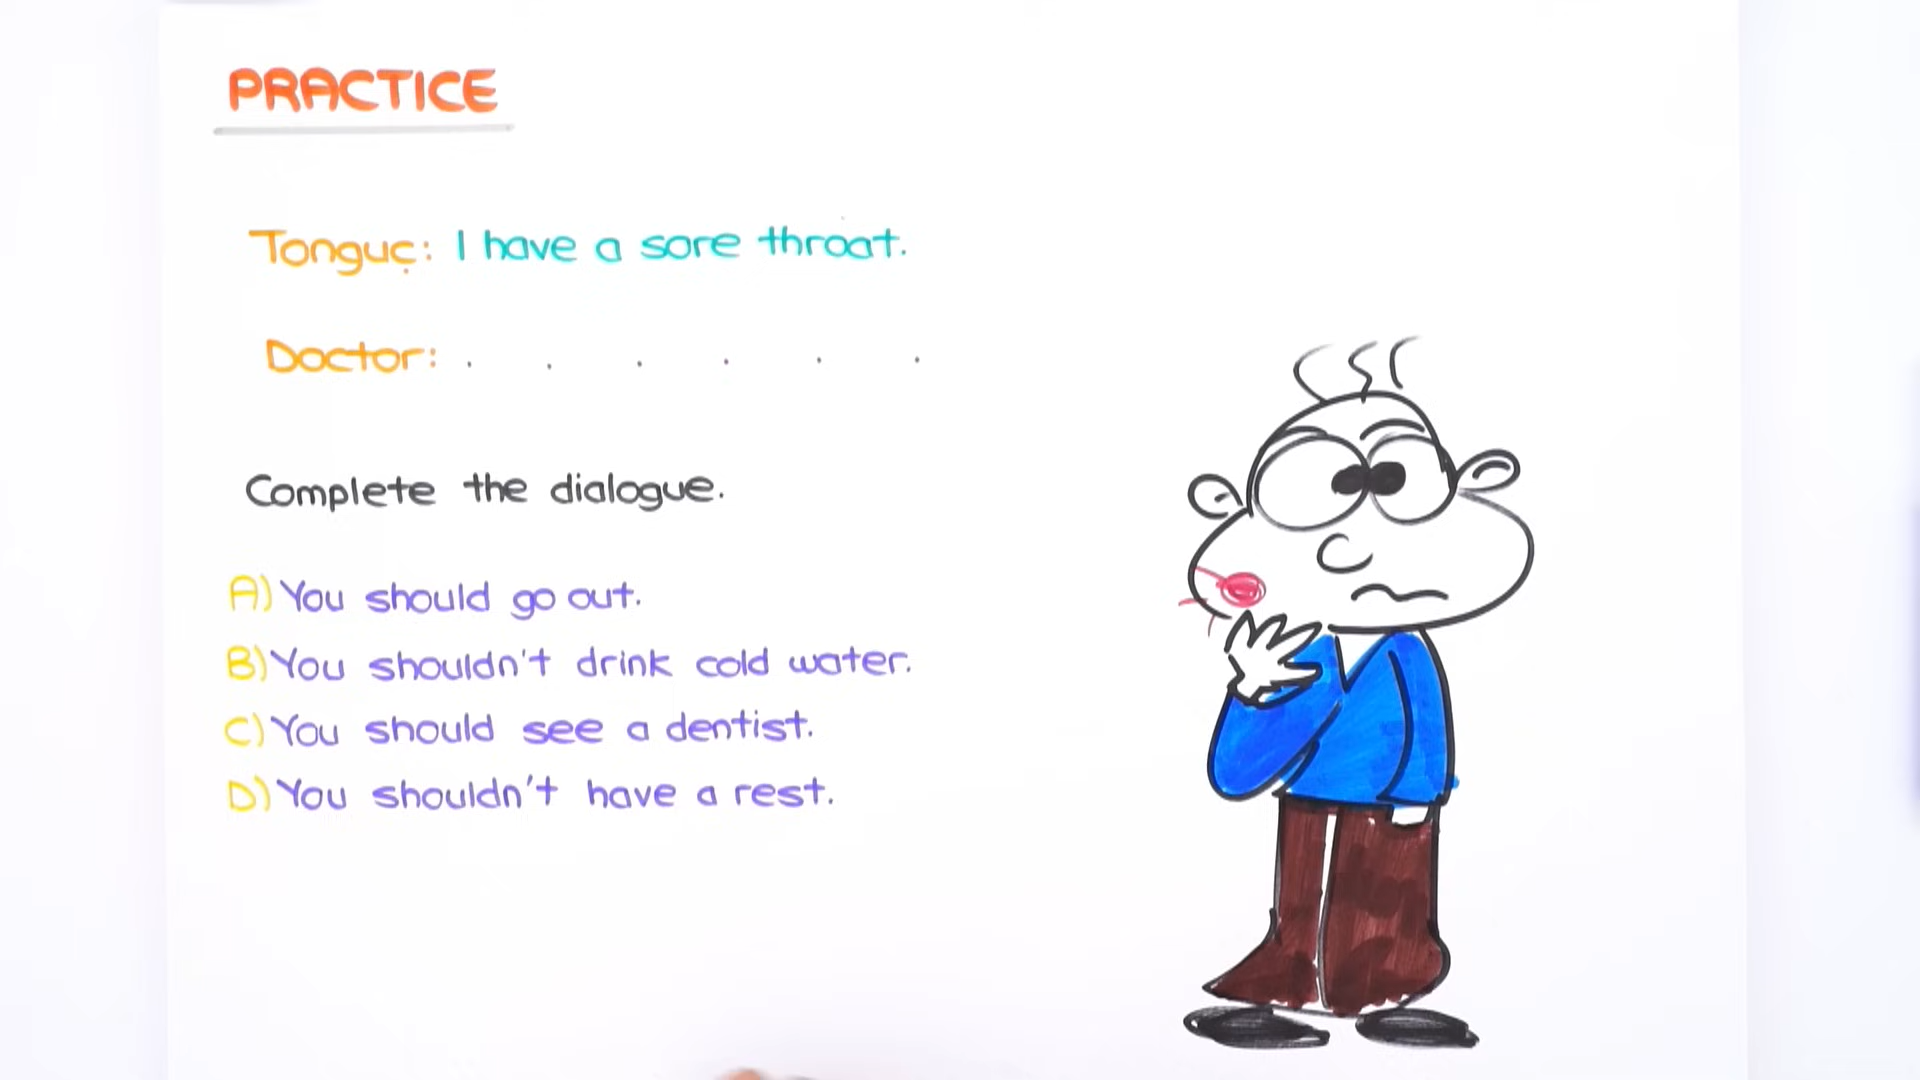 PRACTICE
Tonguç: I have a sore throat.
Doctor: . . . . . .
Complete the dialogue.
A) You should go out.
B) You shouldn't drink cold water.
C) You should see a dentist.
D) You shouldn't have a rest.